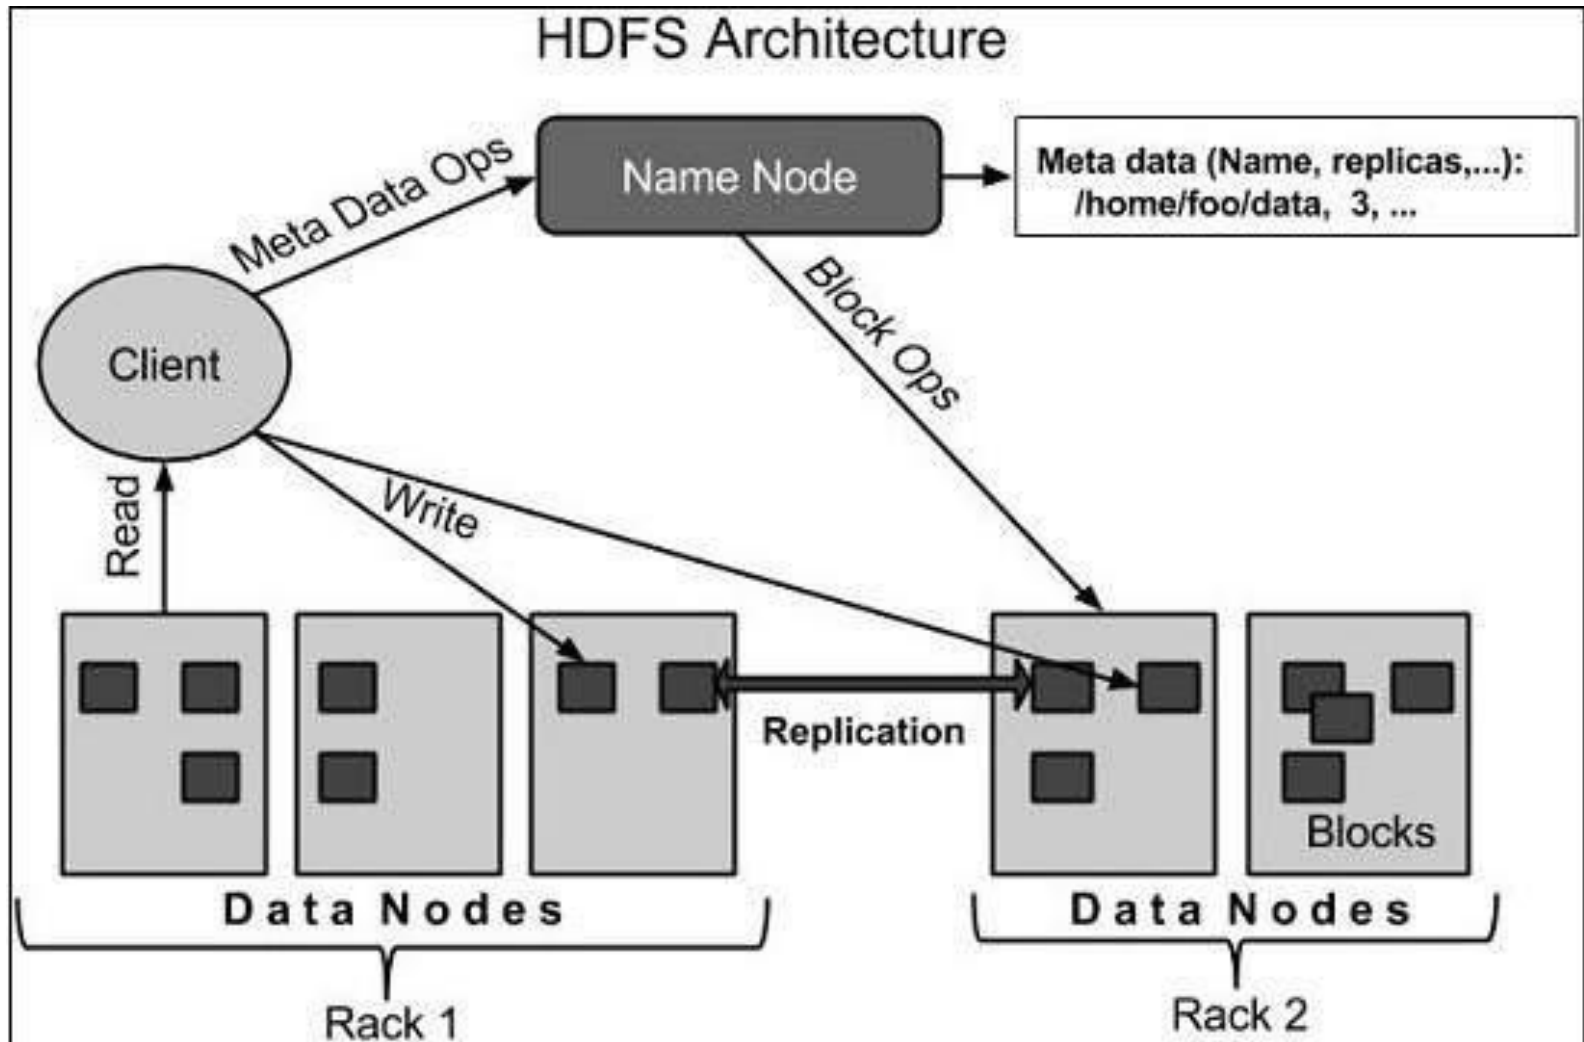 HDFS Architecture
Meta Data Ops
Name Node
Meta data (Name, replicas,...):
/home/foo/data, 3, ...
Block Ops
Client
Read
Write
Replication
Blocks
Data Nodes
Data Nodes
Rack 1
Rack 2